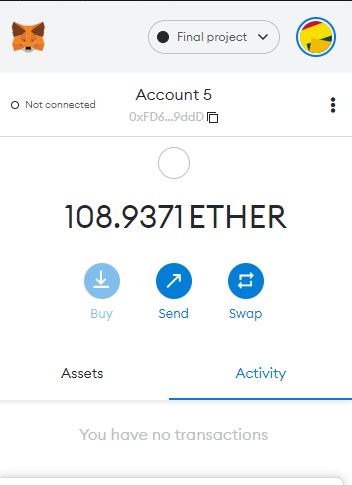 Final project
Not connected
Account 5
0xFD6...9ddD
108.9371 ETHER
Buy
Send
Swap
Assets
Activity
You have no transactions